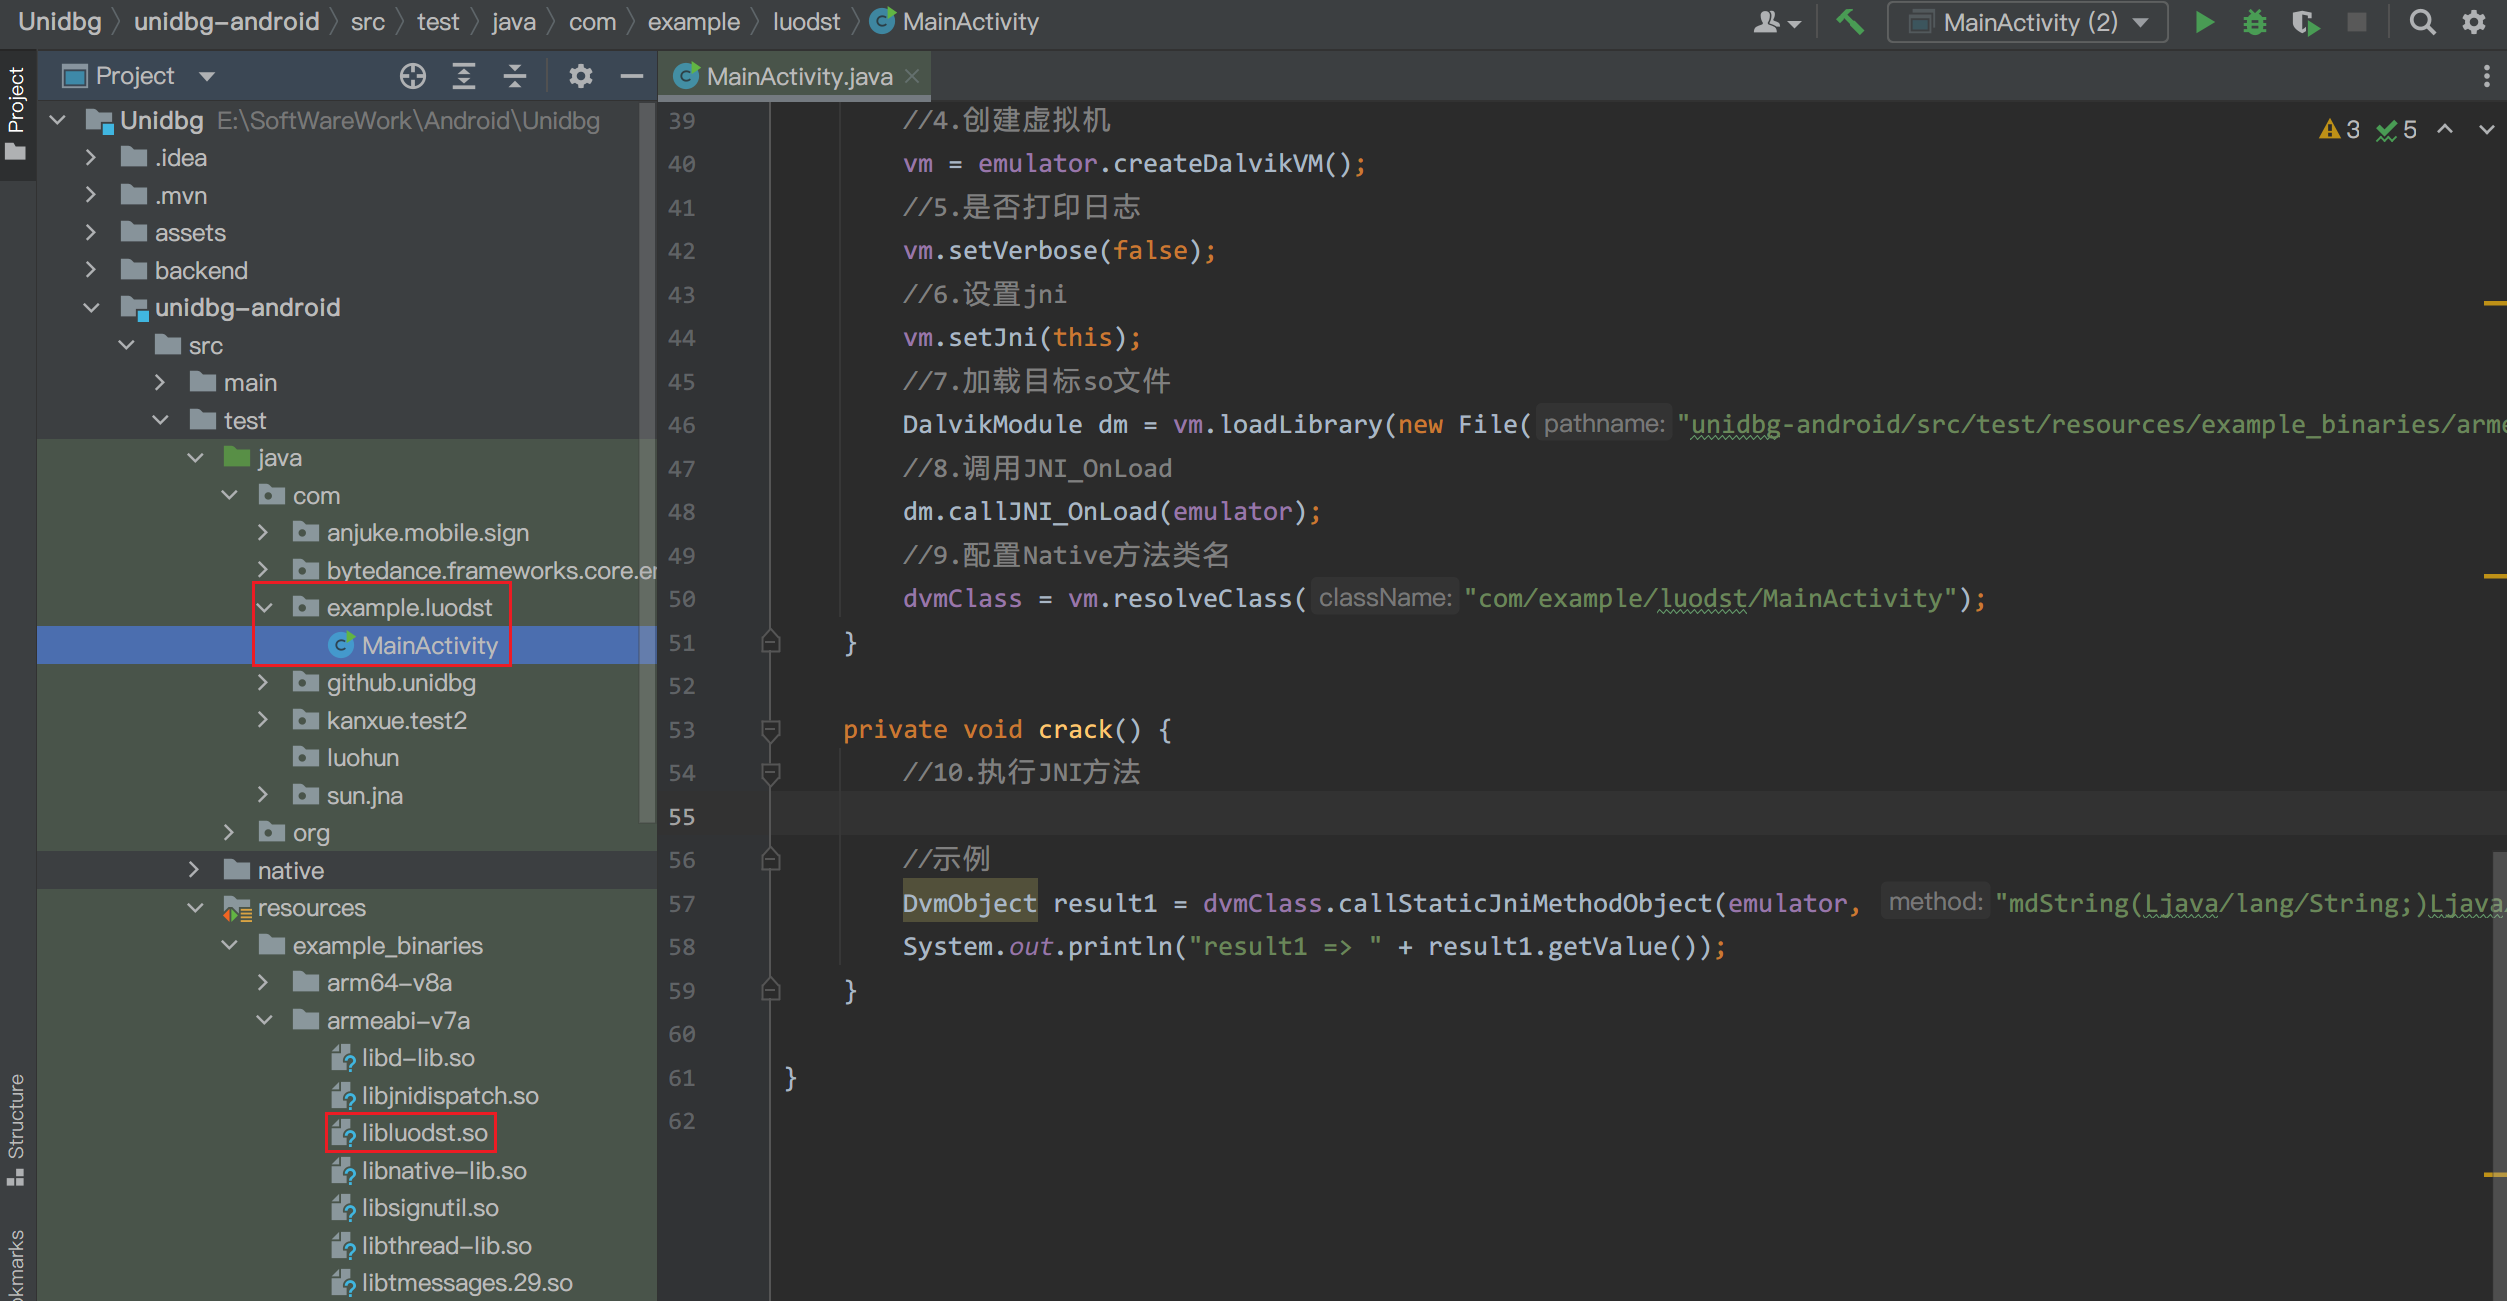 Unidbg unidbg-android src test java com example luodst MainActivity
MainActivity (2)
Project
Project
MainActivity.java
Unidbg E:\SoftWareWork\Android\Unidbg
.idea
.mvn
assets
backend
unidbg-android
src
main
test
java
com
anjuke.mobile.sign
bytedance.frameworks.core.er
example.luodst
MainActivity
github.unidbg
kanxue.test2
luohun
sun.jna
org
native
resources
example_binaries
arm64-v8a
armeabi-v7a
libd-lib.so
libjnidispatch.so
libluodst.so
libnative-lib.so
libsignutil.so
libthread-lib.so
libtmessages.29.so
Structure
okmarks
3 5
39 //4.创建虚拟机
40 vm = emulator.createDalvikVM();
41 //5.是否打印日志
42 vm.setVerbose(false);
43 //6.设置jni
44 vm.setJni(this);
45 //7.加载目标so文件
46 DalvikModule dm = vm.loadLibrary(new File( pathname: "unidbg-android/src/test/resources/example_binaries/arme
47 //8.调用JNI_OnLoad
48 dm.callJNI_OnLoad(emulator);
49 //9.配置Native方法类名
50 dvmClass = vm.resolveClass( className: "com/example/luodst/MainActivity");
51 }
52
53 private void crack() {
54 //10.执行JNI方法
55
56 //示例
57 DvmObject result1 = dvmClass.callStaticJniMethodObject(emulator, method: "mdString(Ljava/lang/String;)Ljava/
58 System.out.println("result1 => " + result1.getValue());
59 }
60
61 }
62